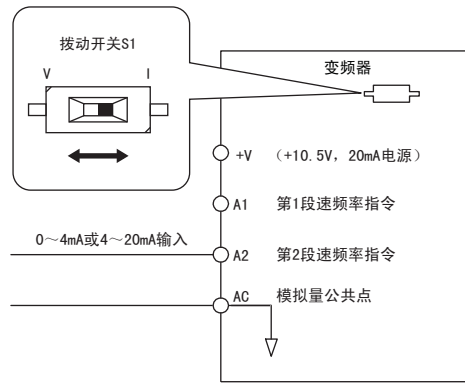 拨动开关S1
V I
变频器
+V （+10.5V，20mA电源）
A1 第1段速频率指令
0～4mA或4～20mA输入
A2 第2段速频率指令
AC 模拟量公共点